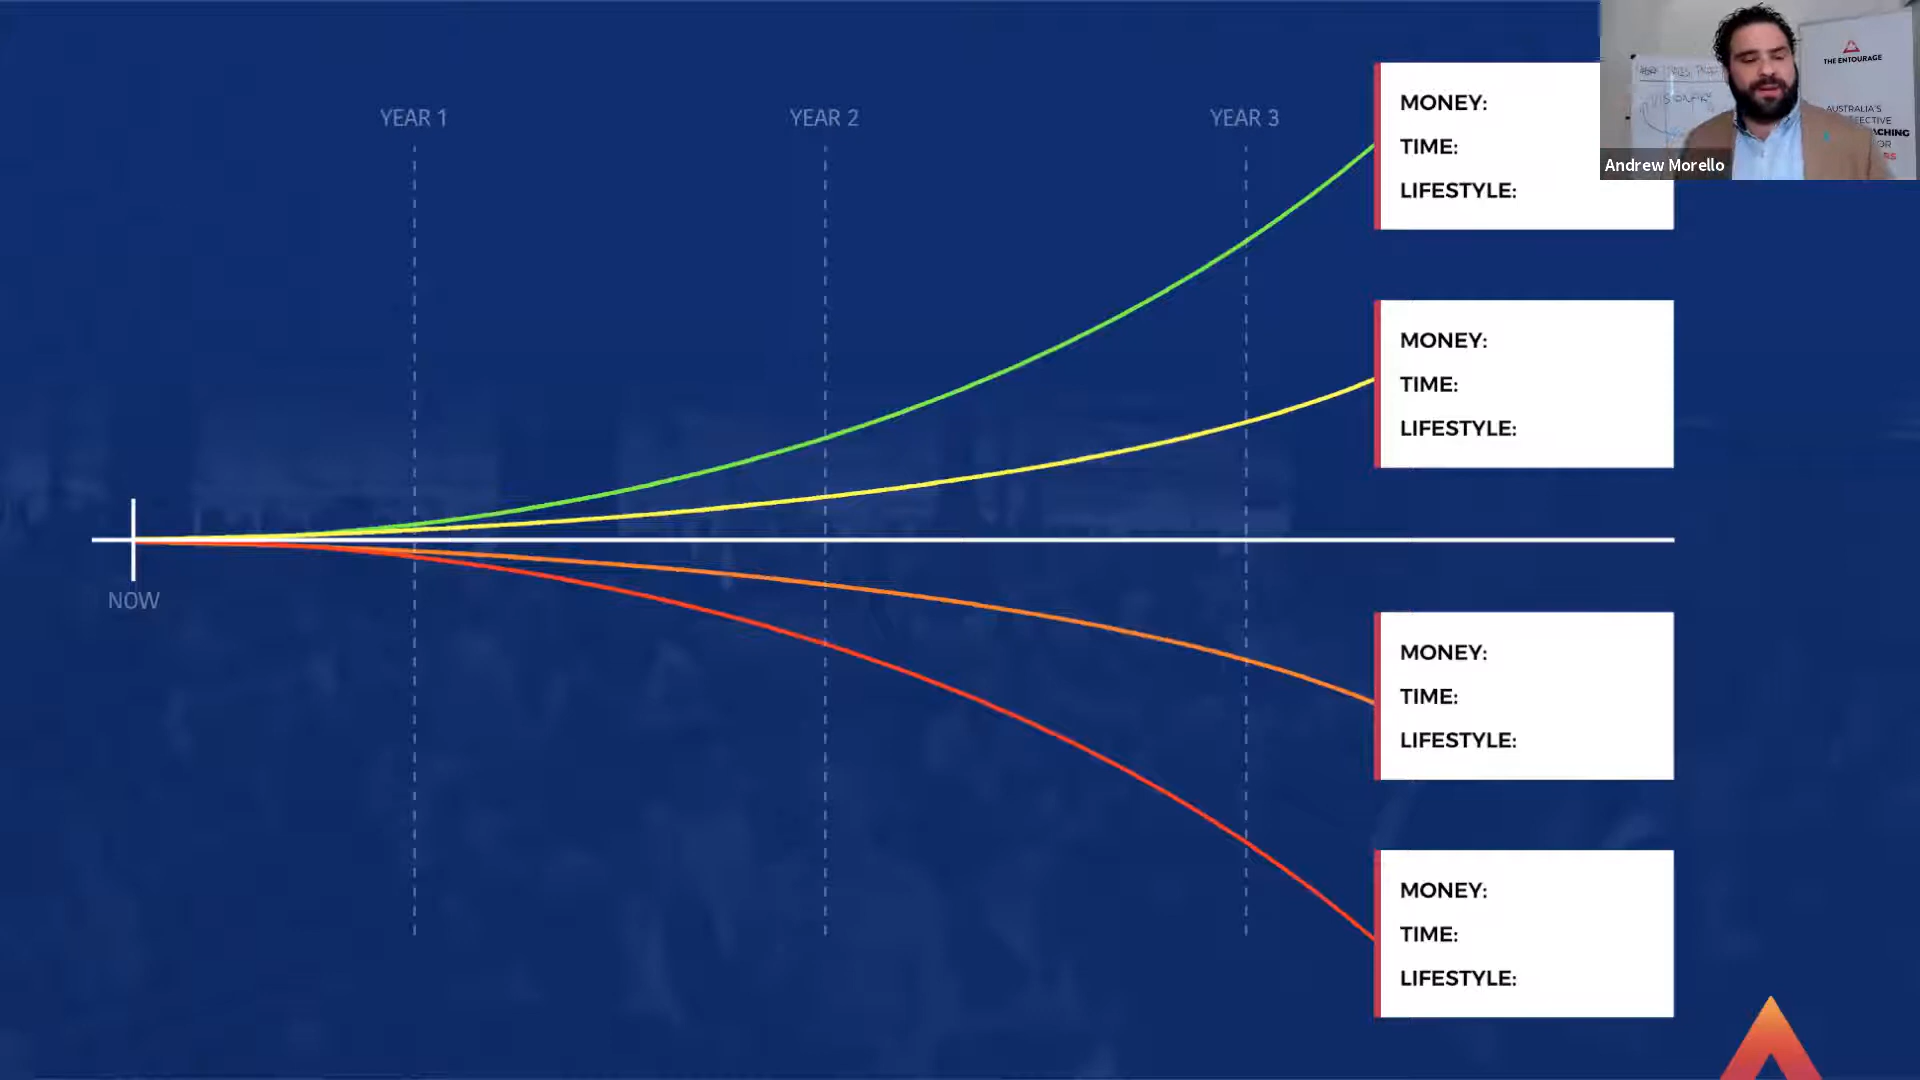 YEAR 1
YEAR 2
YEAR 3
NOW
MONEY:
TIME:
LIFESTYLE:
MONEY:
TIME:
LIFESTYLE:
MONEY:
TIME:
LIFESTYLE:
MONEY:
TIME:
LIFESTYLE:
THE ENTOURAGE
AUSTRALIA'S
Andrew Morello